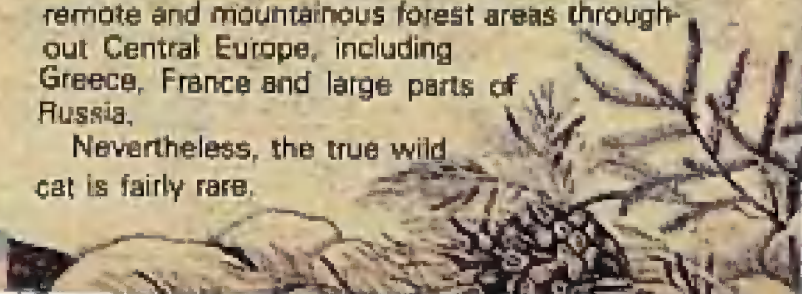 remote and mountainous forest areas through-
out Central Europe, including
Greece, France and large parts of
Russia.
Nevertheless, the true wild
cat is fairly rare.